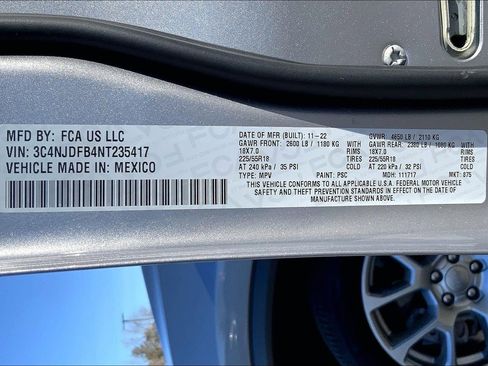 MFD BY: FCA US LLC
VIN: 3C4NJDFB4NT235417
VEHICLE MADE IN: MEXICO
DATE OF MFR (BUILT): 11-22
GVWR: 4650 LB / 2110 KG
GAWR FRONT: 2600 LB / 1180 KG
WITH
GAWR REAR: 2380 LB / 1080 KG
WITH
18X7.0
RIMS
18X7.0
RIMS
225/55R18
TIRES
225/55R18
TIRES
AT 240 kPa / 35 PSI
COLD
AT 220 kPa / 32 PSI
COLD
TYPE: MPV
PAINT: PSC
MDH: 111717
MKT: 875
THIS VEHICLE CONFORMS TO ALL APPLICABLE U.S.A. FEDERAL MOTOR VEHICLE
SAFETY AND THEFT PREVENTION STANDARDS IN EFFECT ON THE DATE OF
MANUFACTURE SHOWN ABOVE.